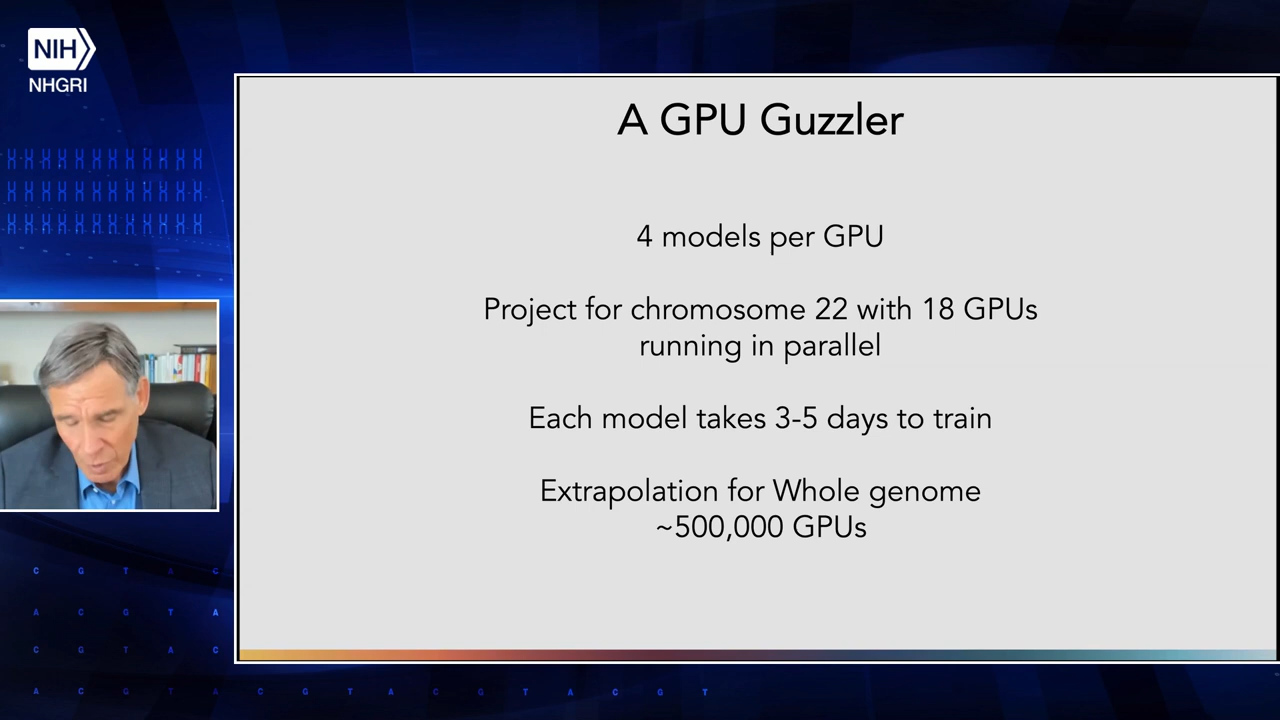 NIH
NHGRI
A GPU Guzzler
4 models per GPU
Project for chromosome 22 with 18 GPUs
running in parallel
Each model takes 3-5 days to train
Extrapolation for Whole genome
~500,000 GPUs
C G T A C
A C G T A
C G T A C
A C G T A C G T A C G T A C G T